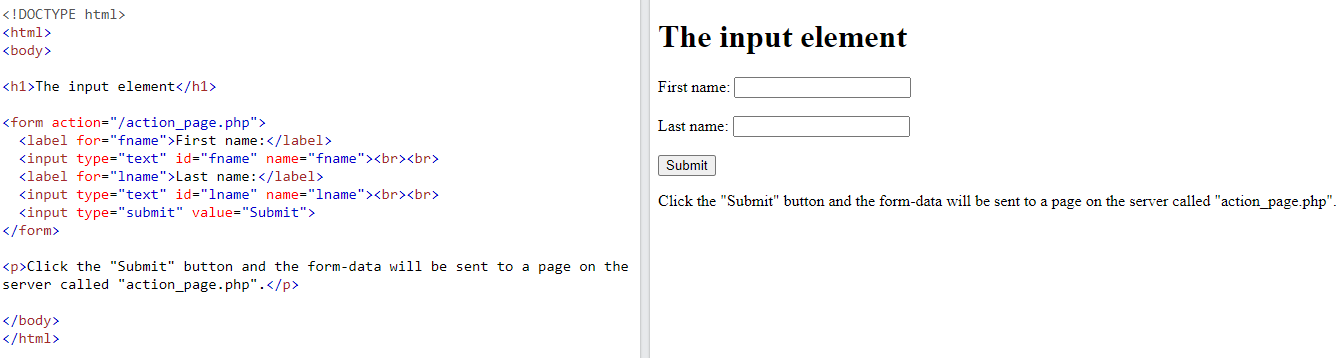 <!DOCTYPE html>
<html>
<body>
<h1>The input element</h1>
<form action="/action_page.php">
<label for="fname">First name:</label>
<input type="text" id="fname" name="fname"><br><br>
<label for="lname">Last name:</label>
<input type="text" id="lname" name="lname"><br><br>
<input type="submit" value="Submit">
</form>
<p>Click the "Submit" button and the form-data will be sent to a page on the
server called "action_page.php".</p>
</body>
</html>
The input element
First name:
Last name:
Submit
Click the "Submit" button and the form-data will be sent to a page on the server called "action_page.php".